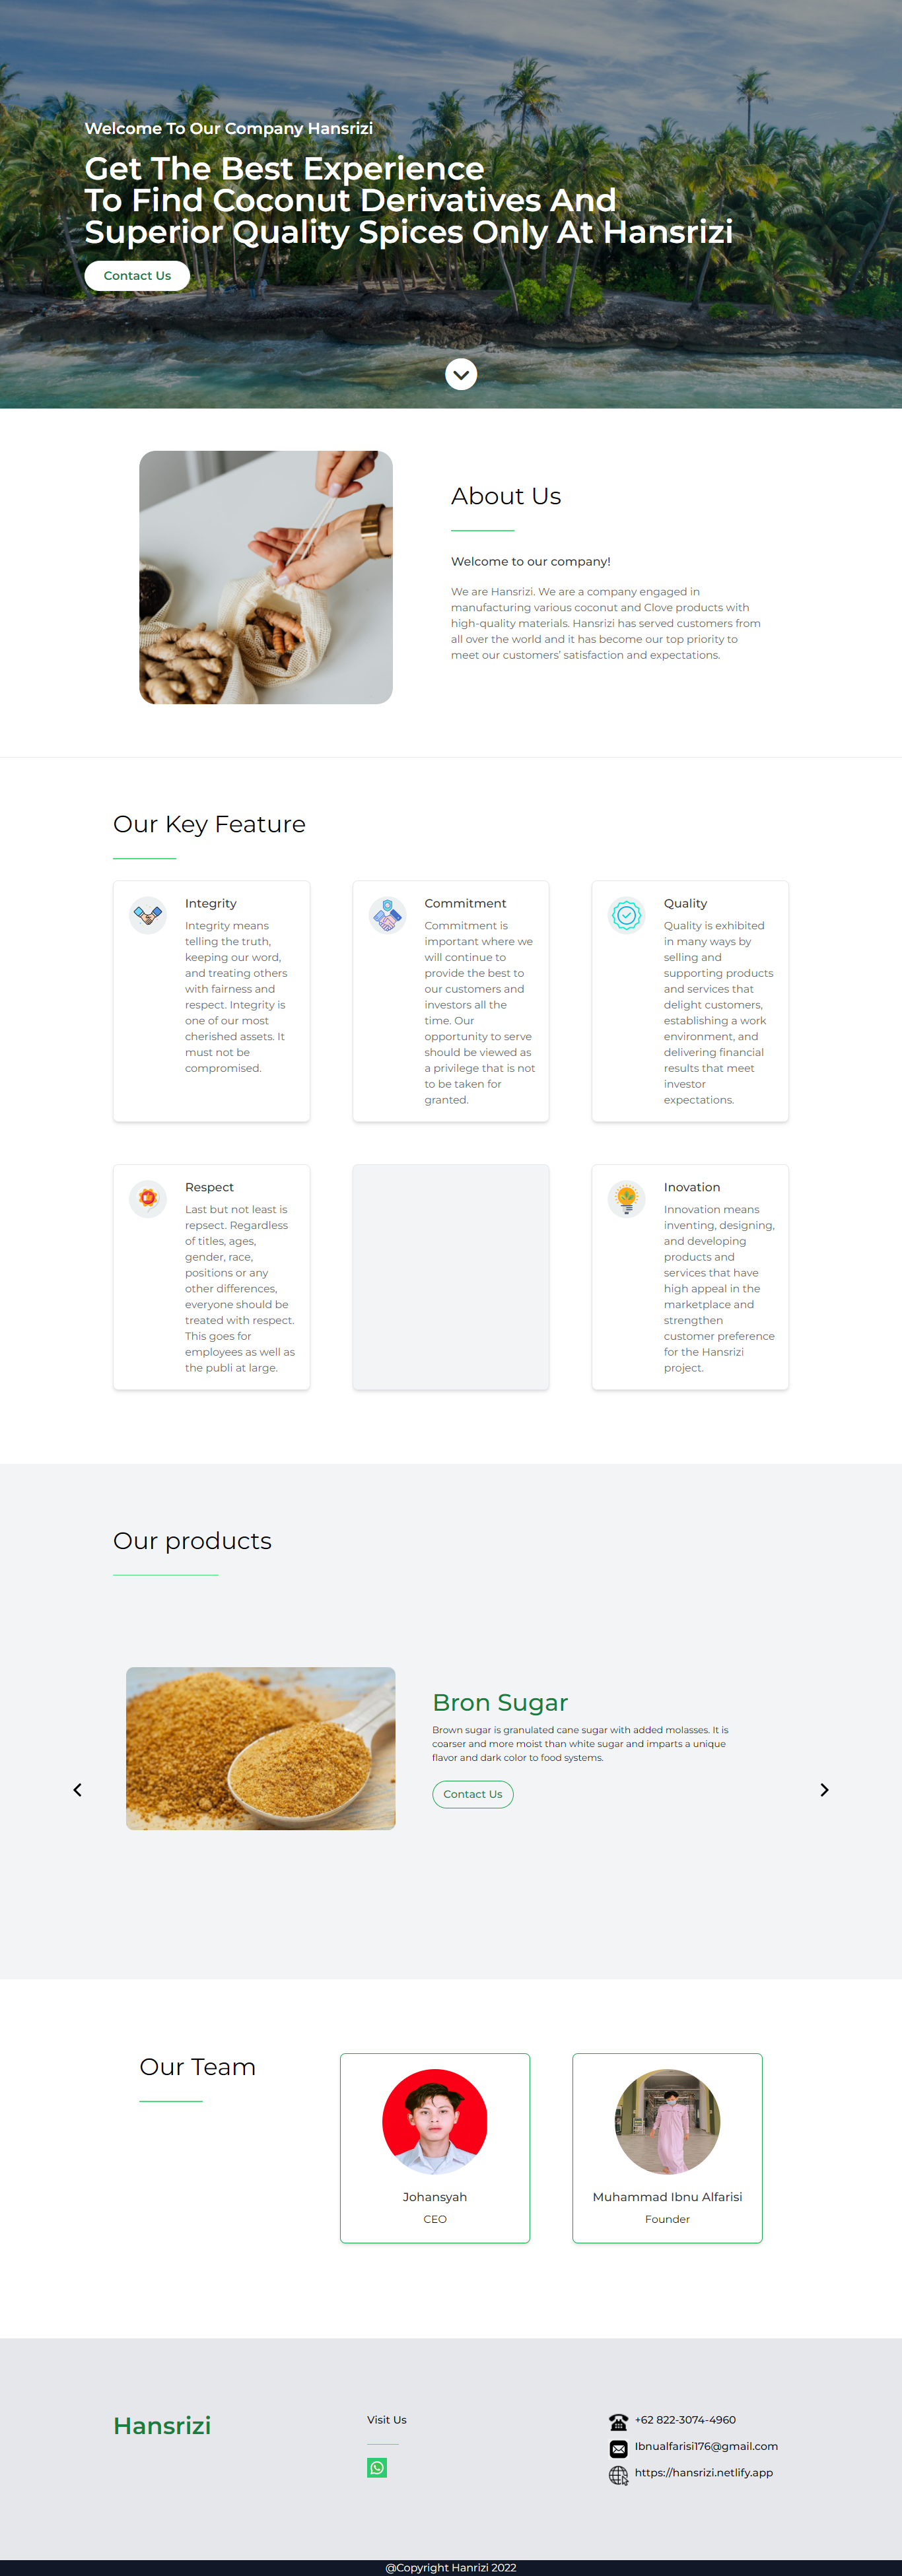 Welcome To Our Company Hansrizi
Get The Best Experience
To Find Coconut Derivatives And
Superior Quality Spices Only At Hansrizi
Contact Us
About Us
Welcome to our company!
We are Hansrizi. We are a company engaged in
manufacturing various coconut and Clove products with
high-quality materials. Hansrizi has served customers from
all over the world and it has become our top priority to
meet our customers' satisfaction and expectations.
Our Key Feature
Integrity
Integrity means
telling the truth,
keeping our word,
and treating others
with fairness and
respect. Integrity is
one of our most
cherished assets. It
must not be
compromised.
Commitment
Commitment is
important where we
will continue to
provide the best to
our customers and
investors all the
time. Our
opportunity to serve
should be viewed as
a privilege that is not
to be taken for
granted.
Quality
Quality is exhibited
in many ways by
selling and
supporting products
and services that
delight customers,
establishing a work
environment, and
delivering financial
results that meet
investor
expectations.
Respect
Last but not least is
repsect. Regardless
of titles, ages,
gender, race,
positions or any
other differences,
everyone should be
treated with respect.
This goes for
employees as well as
the publi at large.
Inovation
Innovation means
inventing, designing,
and developing
products and
services that have
high appeal in the
marketplace and
strengthen
customer preference
for the Hansrizi
project.
Our products
Bron Sugar
Brown sugar is granulated cane sugar with added molasses. It is
coarser and more moist than white sugar and imparts a unique
flavor and dark color to food systems.
Contact Us
Our Team
Johansyah
CEO
Muhammad Ibnu Alfarisi
Founder
Hansrizi
Visit Us
+62 822-3074-4960
Ibnualfarisi176@gmail.com
https://hansrizi.netlify.app
@Copyright Hanrizi 2022